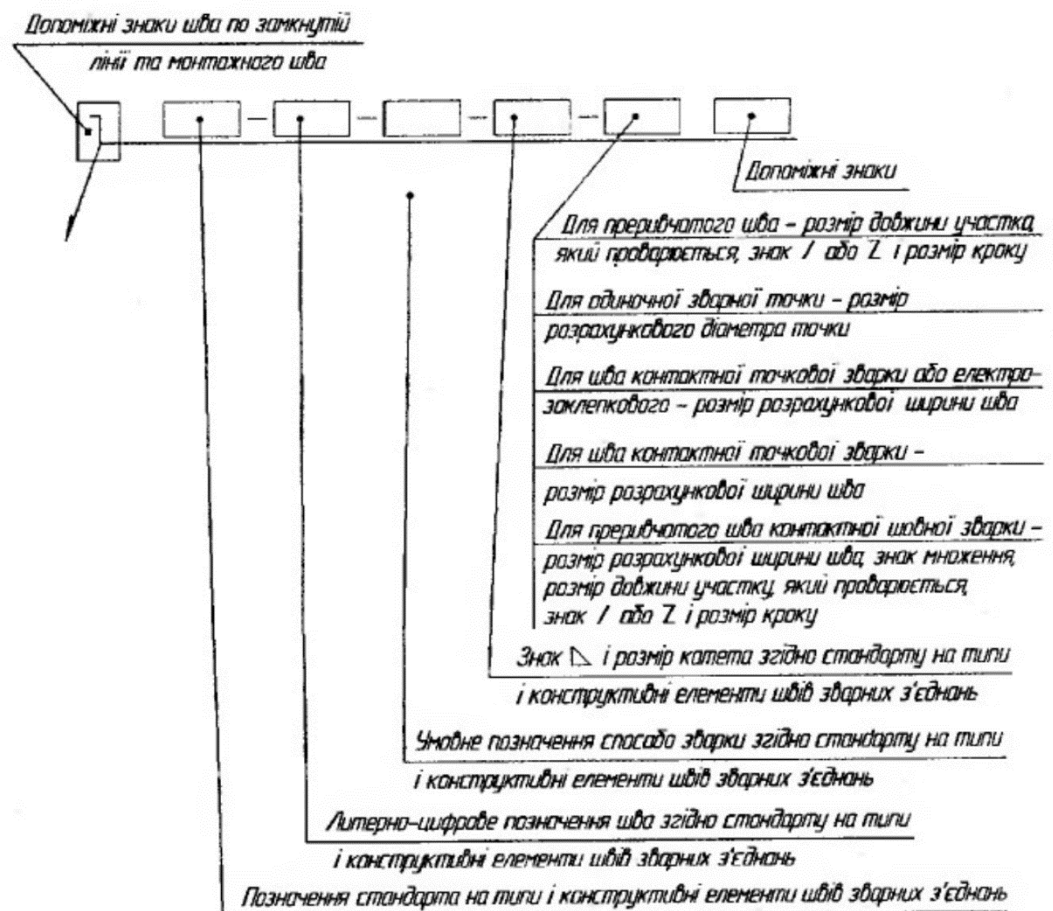 Допоміжні знаки шва по замкнутій
лінії та монтажного шва
Допоміжні знаки
Для преривчатого шва – розмір довжини участка,
який проварюється, знак / або Z і розмір кроку
Для одиночної зварної точки – розмір
розрахункового діаметра точки
Для шва контактної точкової зварки або електро-
заклепкового – розмір розрахункової ширини шва
Для шва контактної точкової зварки –
розмір розрахункової ширини шва
Для преривчатого шва контактної шовної зварки –
розмір розрахункової ширини шва, знак множення,
розмір довжини участку, який проварюється,
знак / або Z і розмір кроку
Знак ◺ і розмір катета згідно стандарту на типи
і конструктивні елементи швів зварних з'єднань
Умовне позначення способа зварки згідно стандарту на типи
і конструктивні елементи швів зварних з'єднань
Литерно-цифрове позначення шва згідно стандарту на типи
і конструктивні елементи швів зварних з'єднань
Позначення стандарта на типи і конструктивні елементи швів зварних з'єднань